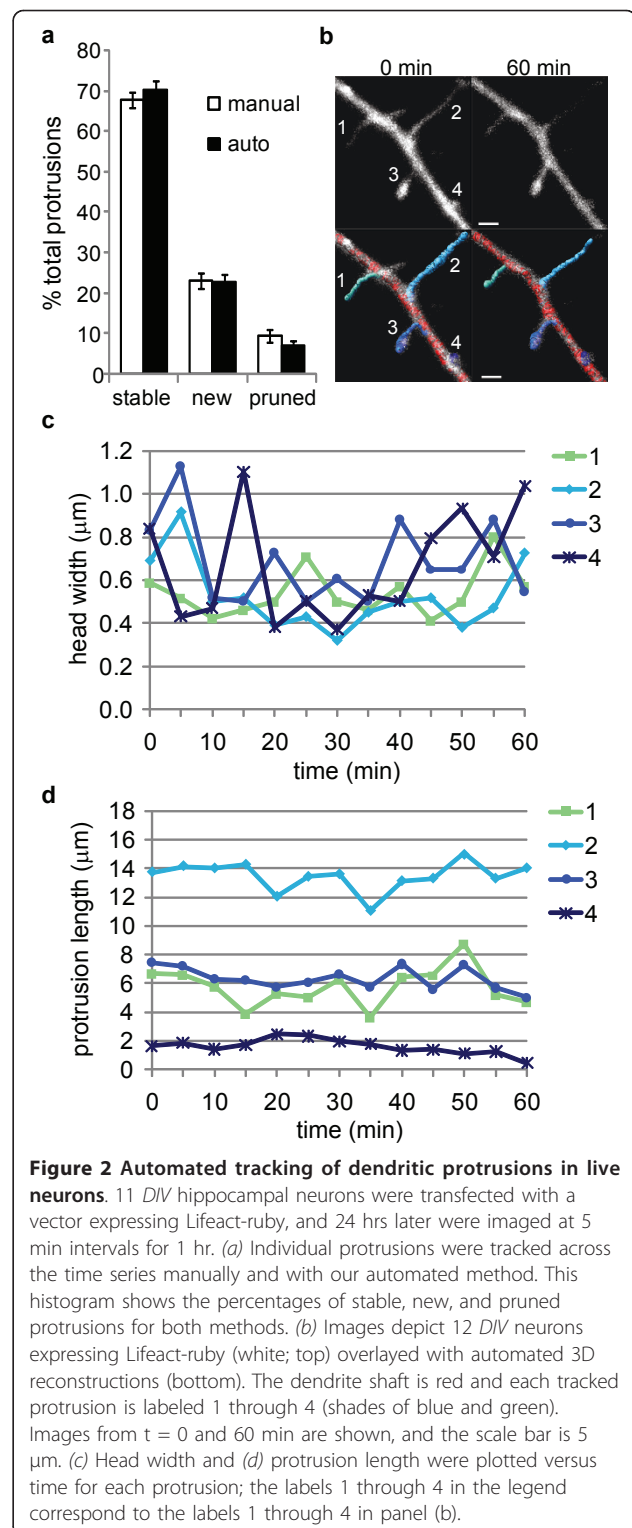 a
80
70
60
50
40
30
20
10
0
% total protrusions
manual
auto
stable new pruned
b
0 min 60 min
1
2
3
4
1
2
3
4
c
1.2
1.0
0.8
0.6
0.4
0.2
0.0
head width (μm)
0 10 20 30 40 50 60
time (min)
1
2
3
4
d
18
16
14
12
10
8
6
4
2
0
protrusion length (μm)
0 10 20 30 40 50 60
time (min)
1
2
3
4
Figure 2 Automated tracking of dendritic protrusions in live
neurons. 11 DIV hippocampal neurons were transfected with a
vector expressing Lifeact-ruby, and 24 hrs later were imaged at 5
min intervals for 1 hr. (a) Individual protrusions were tracked across
the time series manually and with our automated method. This
histogram shows the percentages of stable, new, and pruned
protrusions for both methods. (b) Images depict 12 DIV neurons
expressing Lifeact-ruby (white; top) overlayed with automated 3D
reconstructions (bottom). The dendrite shaft is red and each tracked
protrusion is labeled 1 through 4 (shades of blue and green).
Images from t = 0 and 60 min are shown, and the scale bar is 5
μm. (c) Head width and (d) protrusion length were plotted versus
time for each protrusion; the labels 1 through 4 in the legend
correspond to the labels 1 through 4 in panel (b).